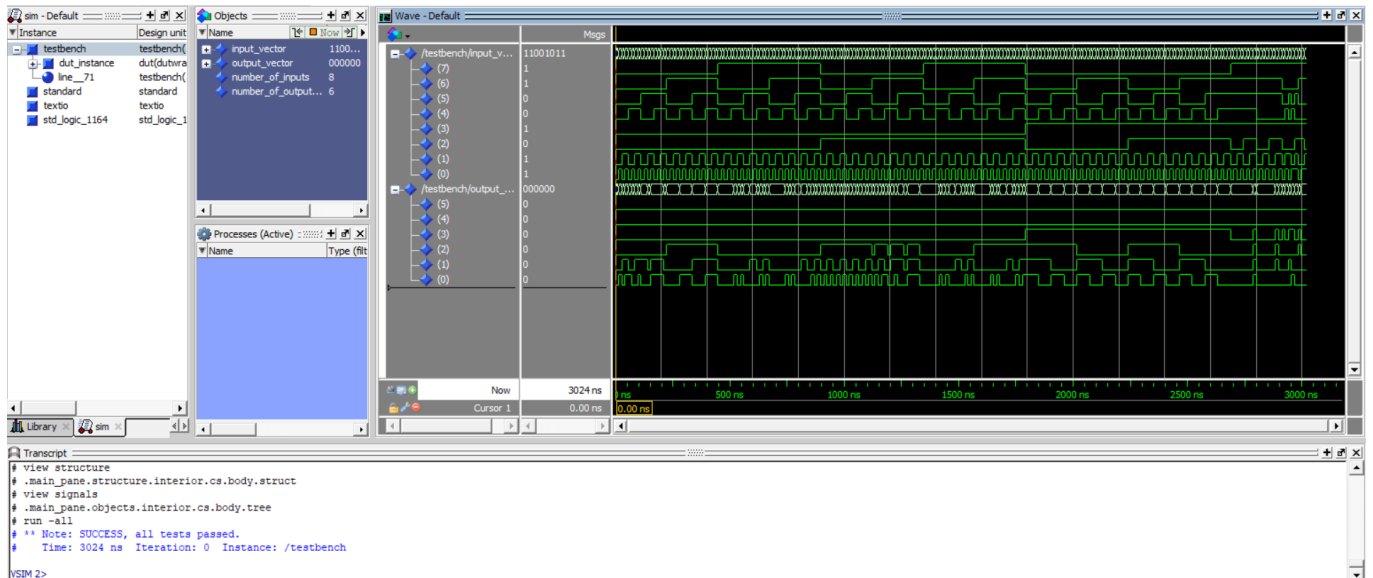 sim - Default
Instance Design unit
testbench testbench(
dut_instance dut(dutwra
line__71 testbench(
standard standard
textio textio
std_logic_1164 std_logic_1
Library sim
Objects
Name Now
input_vector 1100...
output_vector 000000
number_of_inputs 8
number_of_output... 6
Processes (Active)
Name Type (filt
Wave - Default
Msgs
/testbench/input_v... 11001011
(7) 1
(6) 1
(5) 0
(4) 0
(3) 1
(2) 0
(1) 1
(0) 1
/testbench/output_... 000000
(5) 0
(4) 0
(3) 0
(2) 0
(1) 0
(0) 0
Now 3024 ns
ns 500 ns 1000 ns 1500 ns 2000 ns 2500 ns 3000 ns
Cursor 1 0.00 ns 0.00 ns
Transcript
# view structure
# .main_pane.structure.interior.cs.body.struct
# view signals
# .main_pane.objects.interior.cs.body.tree
# run -all
# ** Note: SUCCESS, all tests passed.
# Time: 3024 ns Iteration: 0 Instance: /testbench
VSIM 2>